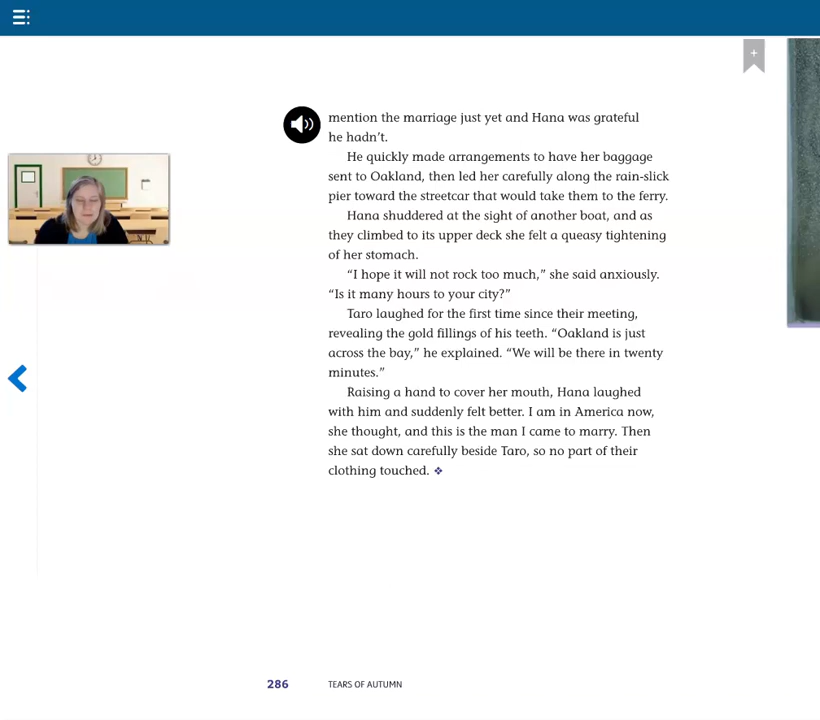 mention the marriage just yet and Hana was grateful
he hadn’t.
He quickly made arrangements to have her baggage
sent to Oakland, then led her carefully along the rain-slick
pier toward the streetcar that would take them to the ferry.
Hana shuddered at the sight of another boat, and as
they climbed to its upper deck she felt a queasy tightening
of her stomach.
“I hope it will not rock too much,” she said anxiously.
“Is it many hours to your city?”
Taro laughed for the first time since their meeting,
revealing the gold fillings of his teeth. “Oakland is just
across the bay,” he explained. “We will be there in twenty
minutes.”
Raising a hand to cover her mouth, Hana laughed
with him and suddenly felt better. I am in America now,
she thought, and this is the man I came to marry. Then
she sat down carefully beside Taro, so no part of their
clothing touched. ❖
286 TEARS OF AUTUMN